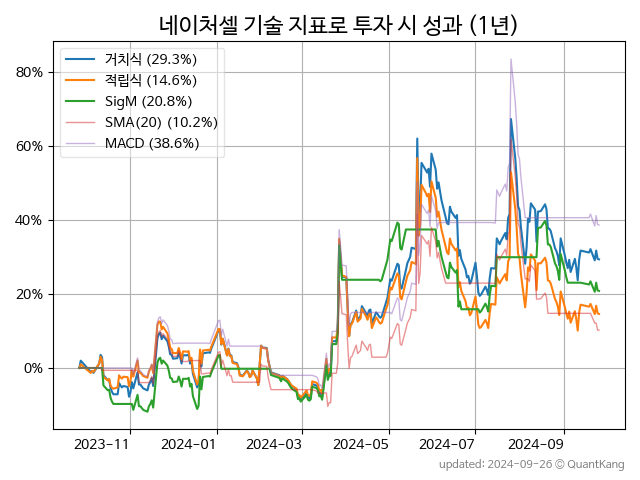 네이처셀 기술 지표로 투자 시 성과 (1년)
거치식 (29.3%)
적립식 (14.6%)
SigM (20.8%)
SMA(20) (10.2%)
MACD (38.6%)
80%
60%
40%
20%
0%
2023-11 2024-01 2024-03 2024-05 2024-07 2024-09
updated: 2024-09-26 © QuantKang